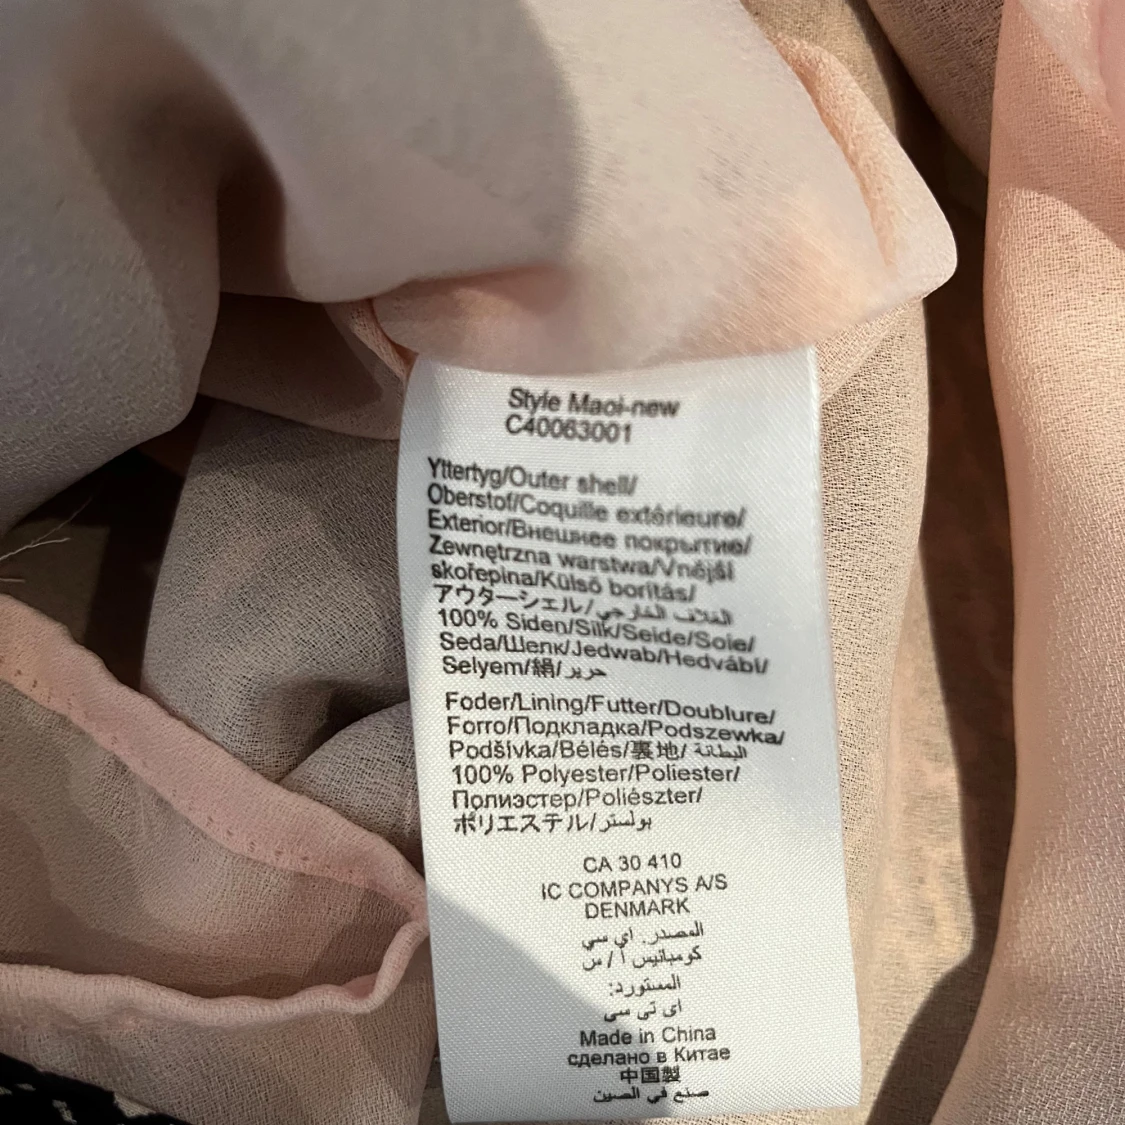 Style Maoi-new
C40063001
Yttertyg/Outer shell/
Oberstof/Coquille extérieure/
Exterior/Внешнее покрытие/
Zewnętrzna warstwa/Vnější
skořepina/Külső borítás/
アウターシェル/الغلاف الخارجي
100% Siden/Silk/Seide/Soie/
Seda/Шелк/Jedwab/Hedvábí/
Selyem/絹/حرير
Foder/Lining/Futter/Doublure/
Forro/Подкладка/Podszewka/
Podšívka/Bélés/裏地/البطانة
100% Polyester/Poliester/
Полиэстер/Poliészter/
ポリエステル/بولستر
CA 30 410
IC COMPANYS A/S
DENMARK
المصدر. اي سي
كومبانيس أ / س
المستورد:
اى تى سي
Made in China
сделано в Китае
中国製
صنع في الصين